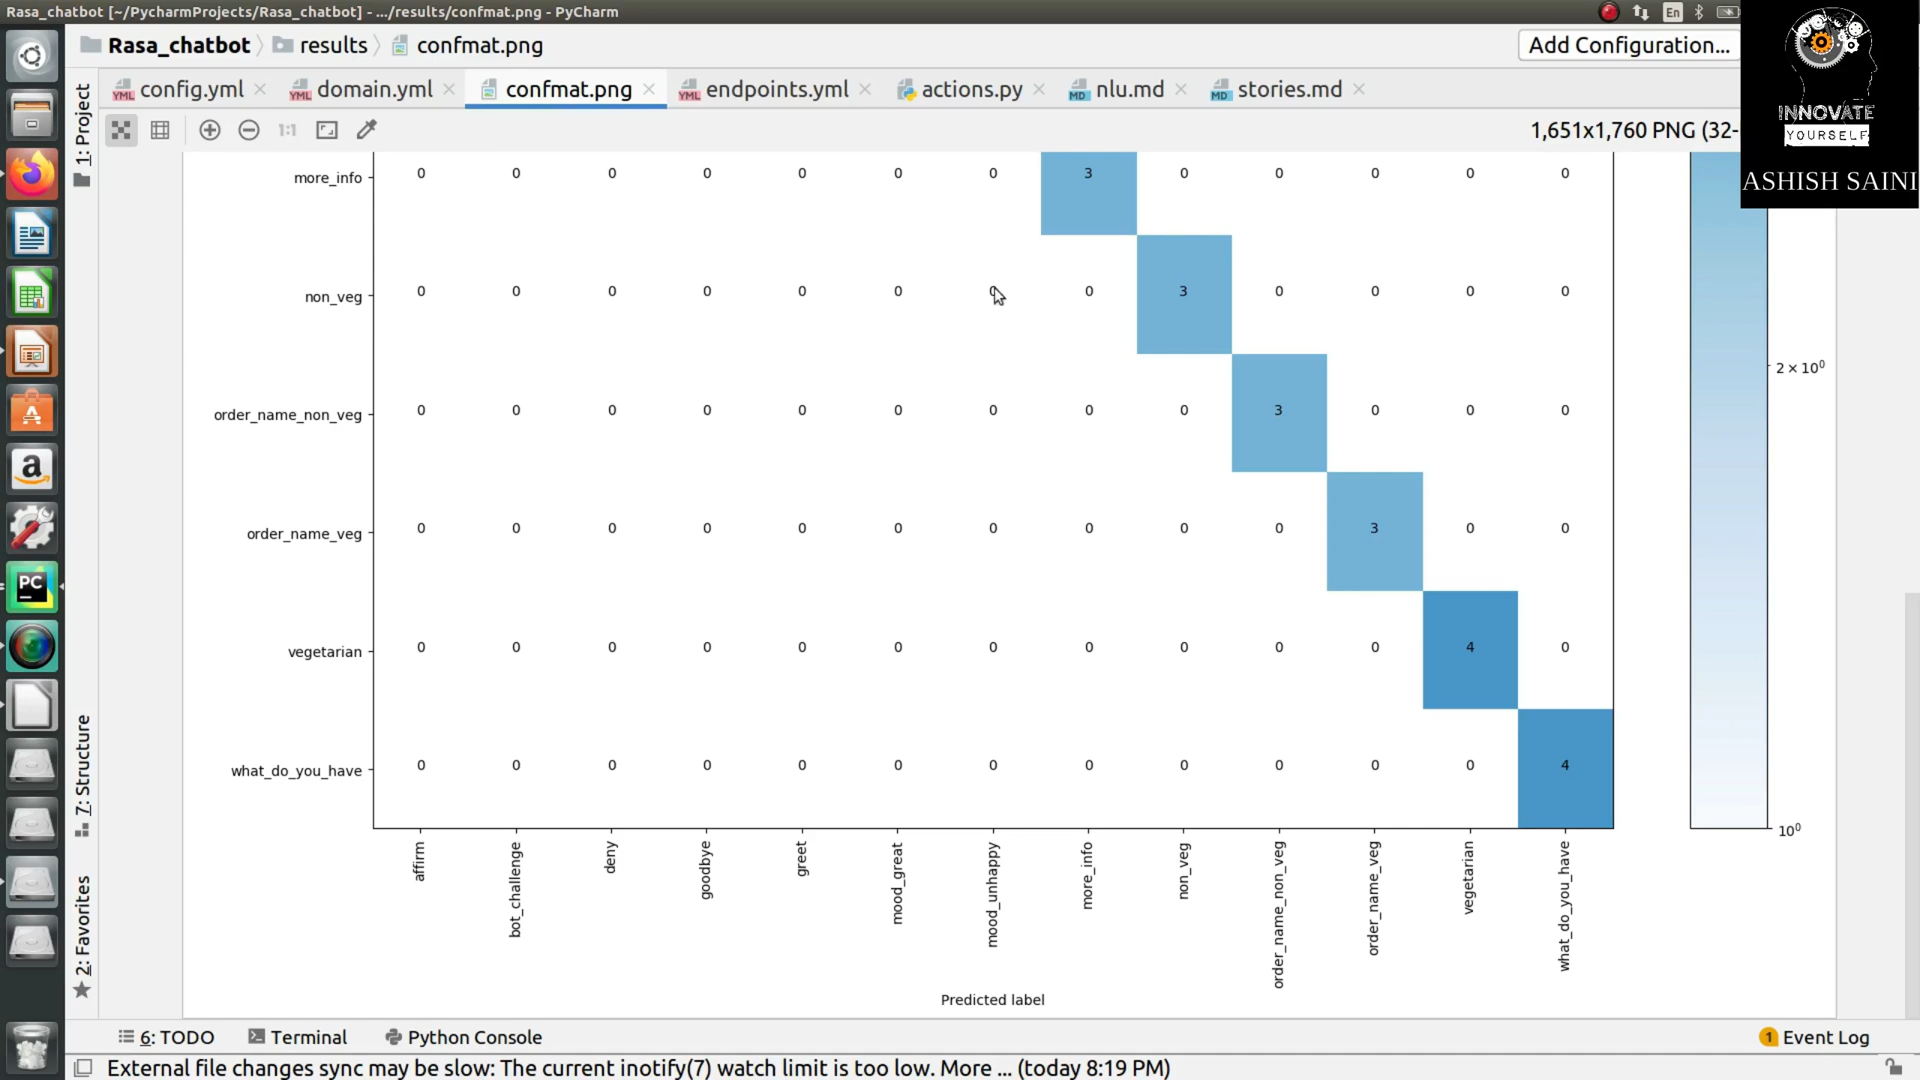 Rasa_chatbot [~/PycharmProjects/Rasa_chatbot] - .../results/confmat.png - PyCharm
En
Rasa_chatbot results confmat.png
Add Configuration...
INNOVATE
YOURSELF
ASHISH SAINI
config.yml domain.yml confmat.png endpoints.yml actions.py nlu.md stories.md
1:1
1,651x1,760 PNG (32-
1: Project
7: Structure
2: Favorites
more_info 0 0 0 0 0 0 0 3 0 0 0 0 0
non_veg 0 0 0 0 0 0 0 0 3 0 0 0 0
order_name_non_veg 0 0 0 0 0 0 0 0 0 3 0 0 0
order_name_veg 0 0 0 0 0 0 0 0 0 0 3 0 0
vegetarian 0 0 0 0 0 0 0 0 0 0 0 4 0
what_do_you_have 0 0 0 0 0 0 0 0 0 0 0 0 4
2 × 10⁰
10⁰
affirm
bot_challenge
deny
goodbye
greet
mood_great
mood_unhappy
more_info
non_veg
order_name_non_veg
order_name_veg
vegetarian
what_do_you_have
Predicted label
6: TODO Terminal Python Console
1 Event Log
External file changes sync may be slow: The current inotify(7) watch limit is too low. More ... (today 8:19 PM)